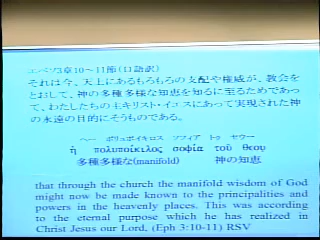 エペソ3章10～11節(口語訳)
それは今、天上にあるもろもろの支配や権威が、教会を
とおして、神の多種多様な知恵を知るに至るためであっ
て、わたしたちの主キリスト・イエスにあって実現された神
の永遠の目的にそうものである。
ヘー ポリュポイキロス ソフィア トゥ
ἡ πολυποίκιλος σοφία τοῦ θεοῦ
多種多様な(manifold) 神の知恵
that through the church the manifold wisdom of God
might now be made known to the principalities and
powers in the heavenly places. This was according
to the eternal purpose which he has realized in
Christ Jesus our Lord, (Eph 3:10-11) RSV